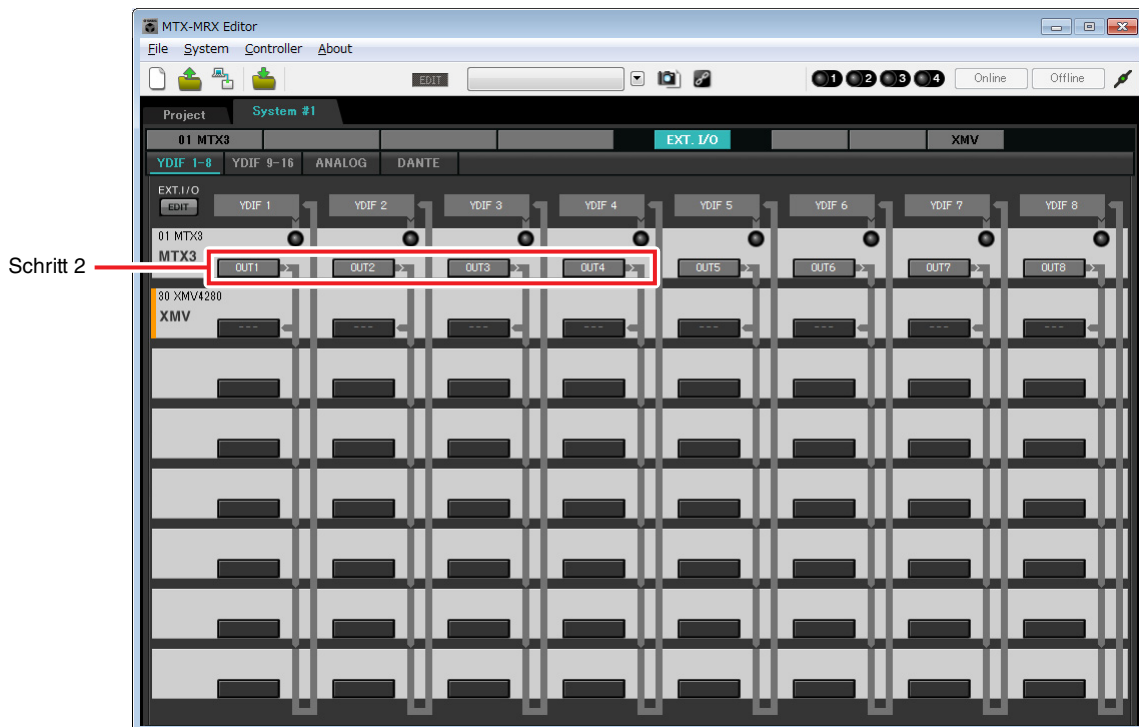 MTX-MRX Editor
File System Controller About
EDIT 1 2 3 4 Online Offline
Project System #1
01 MTX3 EXT. I/O XMV
YDIF 1-8 YDIF 9-16 ANALOG DANTE
EXT.I/O
EDIT YDIF 1 YDIF 2 YDIF 3 YDIF 4 YDIF 5 YDIF 6 YDIF 7 YDIF 8
01 MTX3
MTX3
Schritt 2
OUT1 OUT2 OUT3 OUT4 OUT5 OUT6 OUT7 OUT8
30 XMV4280
XMV
--- --- --- --- --- --- --- ---